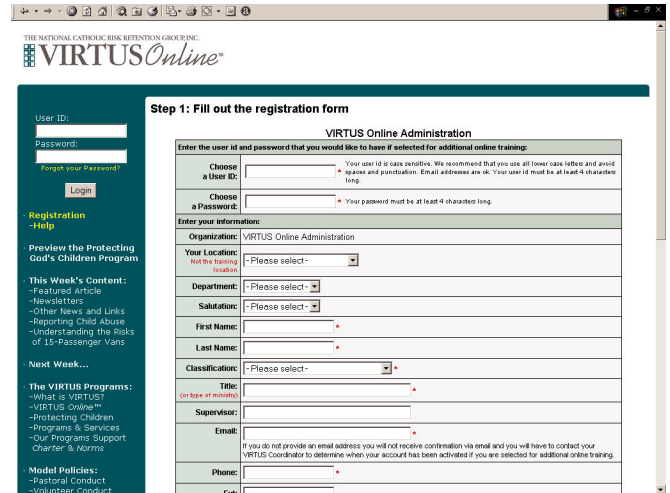 THE NATIONAL CATHOLIC RISK RETENTION GROUP, INC.
VIRTUS Online™
User ID:
Password:
Forgot your Password?
Login
· Registration
-Help
· Preview the Protecting
God's Children Program
· This Week's Content:
-Featured Article
-Newsletters
-Other News and Links
-Reporting Child Abuse
-Understanding the Risks
of 15-Passenger Vans
· Next Week...
· The VIRTUS Programs:
-What is VIRTUS?
-VIRTUS Online™
-Protecting Children
-Programs & Services
-Our Programs Support
Charter & Norms
· Model Policies:
-Pastoral Conduct
-Volunteer Conduct
Step 1: Fill out the registration form
VIRTUS Online Administration
Enter the user id and password that you would like to have if selected for additional online training:
Choose
a User ID:
* Your user id is case sensitive. We recommend that you use all lower case letters and avoid
spaces and punctuation. Email addresses are ok. Your user id must be at least 4 characters
long.
Choose
a Password:
* Your password must be at least 4 characters long.
Enter your information:
Organization: VIRTUS Online Administration
Your Location: - Please select -
Not the training
location
Department: - Please select -
Salutation: - Please select -
First Name: *
Last Name: *
Classification: - Please select - *
Title: *
(or type of ministry)
Supervisor:
Email: *
If you do not provide an email address you will not receive confirmation via email and you will have to contact your
VIRTUS Coordinator to determine when your account has been activated if you are selected for additional online training.
Phone: *
Ext: